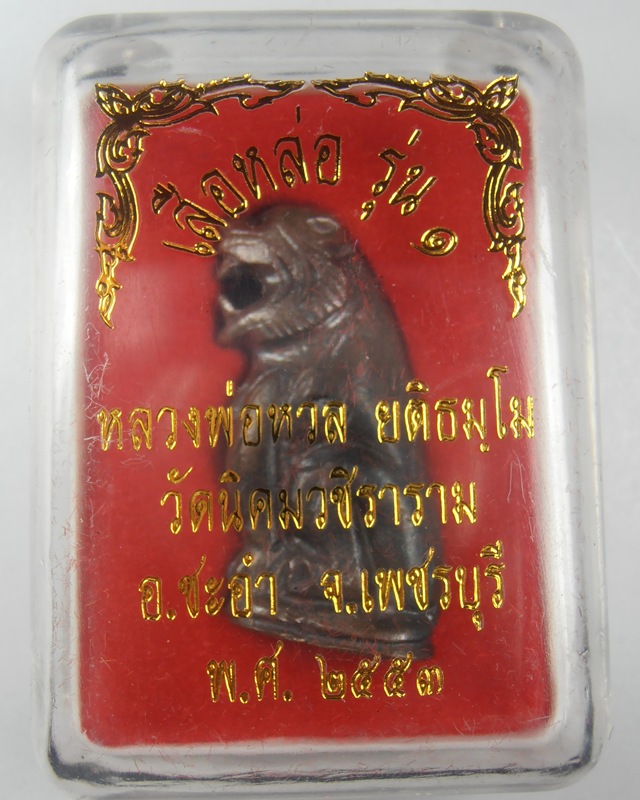 เสือหล่อ รุ่น ๑
หลวงพ่อหวล ยติธมฺโม
วัดนิคมวชิราราม
อ.ชะอำ จ.เพชรบุรี
พ.ศ. ๒๕๕๓